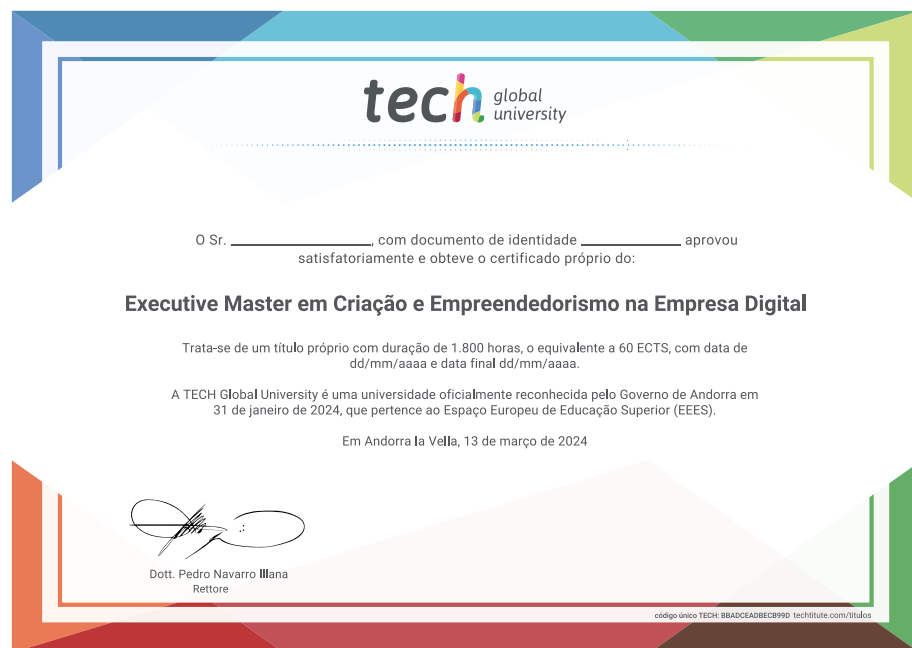 tech global university
O Sr. ____________________, com documento de identidade ______________ aprovou
satisfatoriamente e obteve o certificado próprio do:
Executive Master em Criação e Empreendedorismo na Empresa Digital
Trata-se de um título próprio com duração de 1.800 horas, o equivalente a 60 ECTS, com data de
dd/mm/aaaa e data final dd/mm/aaaa.
A TECH Global University é uma universidade oficialmente reconhecida pelo Governo de Andorra em
31 de janeiro de 2024, que pertence ao Espaço Europeu de Educação Superior (EEES).
Em Andorra la Vella, 13 de março de 2024
Dott. Pedro Navarro Illana
Rettore
código único TECH: BBADCEADBECB99D techtitute.com/titulos